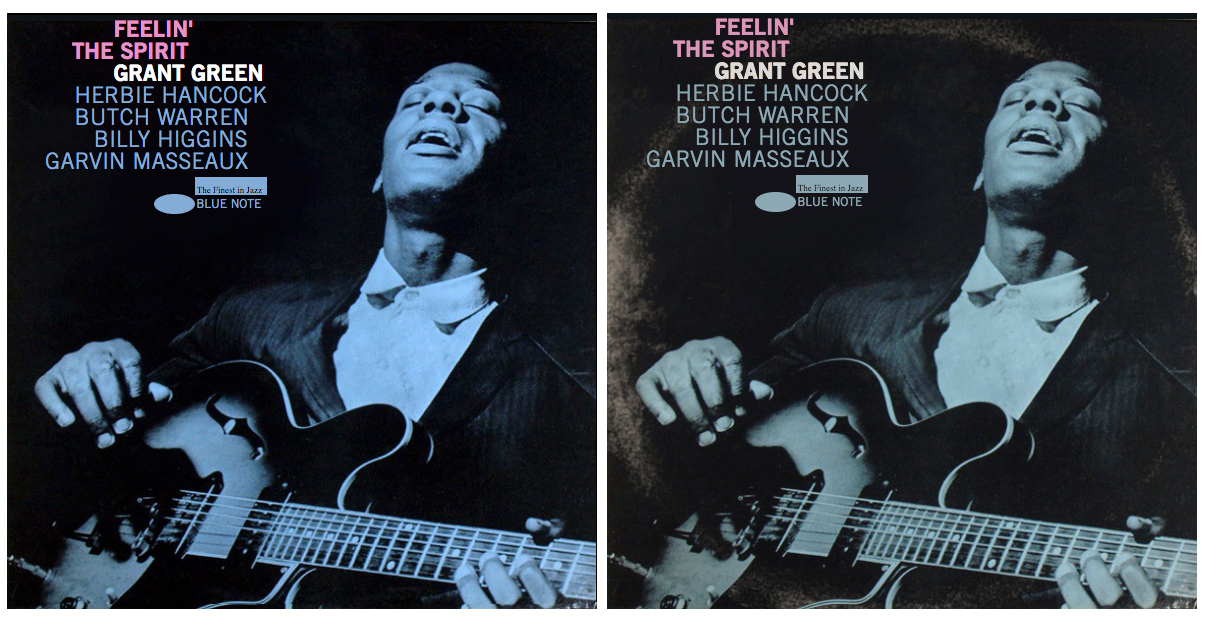 FEELIN'
THE SPIRIT
GRANT GREEN
HERBIE HANCOCK
BUTCH WARREN
BILLY HIGGINS
GARVIN MASSEAUX
The Finest in Jazz
BLUE NOTE
FEELIN'
THE SPIRIT
GRANT GREEN
HERBIE HANCOCK
BUTCH WARREN
BILLY HIGGINS
GARVIN MASSEAUX
The Finest in Jazz
BLUE NOTE